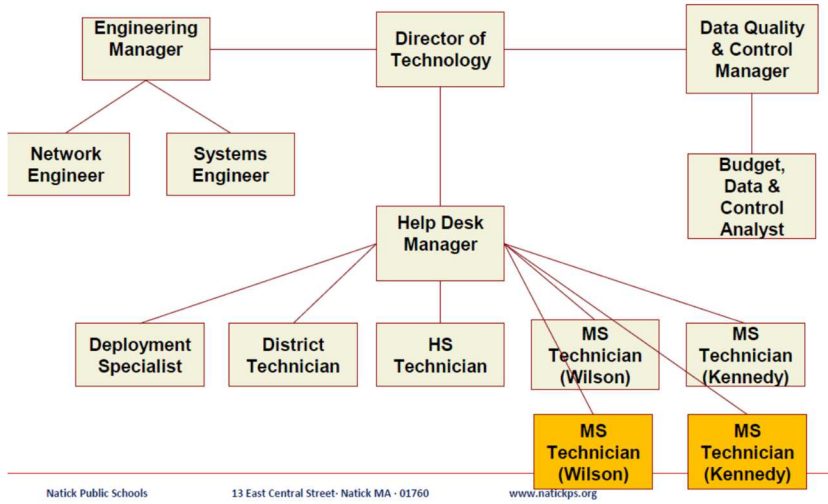 Engineering
Manager
Director of
Technology
Data Quality
& Control
Manager
Network
Engineer
Systems
Engineer
Budget,
Data &
Control
Analyst
Help Desk
Manager
Deployment
Specialist
District
Technician
HS
Technician
MS
Technician
(Wilson)
MS
Technician
(Kennedy)
MS
Technician
(Wilson)
MS
Technician
(Kennedy)
Natick Public Schools 13 East Central Street· Natick MA · 01760 www.natickps.org